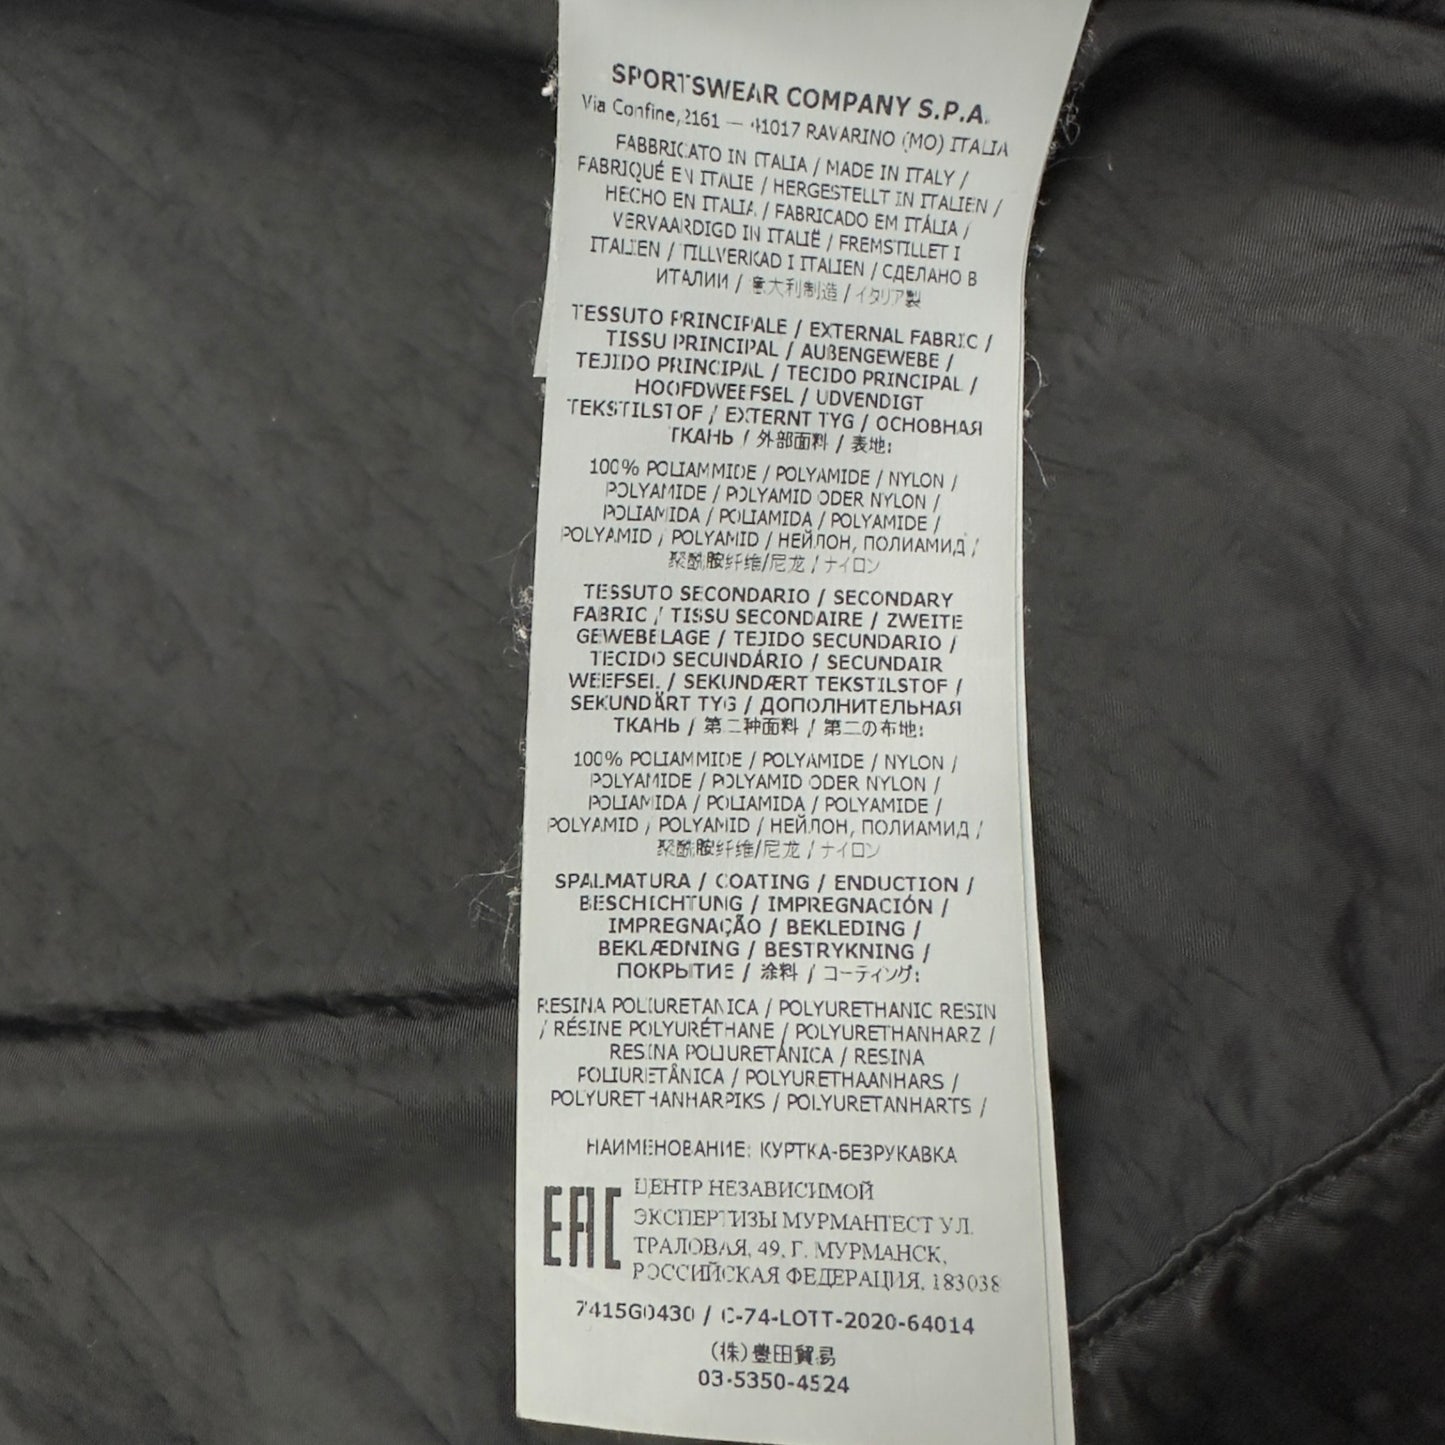 SPORTSWEAR COMPANY S.P.A.
Via Confine,2161 — 41017 RAVARINO (MO) ITALIA
FABBRICATO IN ITALIA / MADE IN ITALY /
FABRIQUÉ EN ITALIE / HERGESTELLT IN ITALIEN /
HECHO EN ITALIA / FABRICADO EM ITÁLIA /
VERVAARDIGD IN ITALIË / FREMSTILLET I
ITALIEN / TILLVERKAD I ITALIEN / СДЕЛАНО В
ИТАЛИИ / 意大利制造 / イタリア製
TESSUTO PRINCIPALE / EXTERNAL FABRIC /
TISSU PRINCIPAL / AUßENGEWEBE /
TEJIDO PRINCIPAL / TECIDO PRINCIPAL /
HOOFDWEEFSEL / UDVENDIGT
TEKSTILSTOF / EXTERNT TYG / ОСНОВНАЯ
ТКАНЬ / 外部面料 / 表地:
100% POLIAMMIDE / POLYAMIDE / NYLON /
POLYAMIDE / POLYAMID ODER NYLON /
POLIAMIDA / POLIAMIDA / POLYAMIDE /
POLYAMID / POLYAMID / НЕЙЛОН, ПОЛИАМИД /
聚酰胺纤维/尼龙 / ナイロン
TESSUTO SECONDARIO / SECONDARY
FABRIC / TISSU SECONDAIRE / ZWEITE
GEWEBELAGE / TEJIDO SECUNDARIO /
TECIDO SECUNDÁRIO / SECUNDAIR
WEEFSEL / SEKUNDÆRT TEKSTILSTOF /
SEKUNDÄRT TYG / ДОПОЛНИТЕЛЬНАЯ
ТКАНЬ / 第二种面料 / 第二の布地:
100% POLIAMMIDE / POLYAMIDE / NYLON /
POLYAMIDE / POLYAMID ODER NYLON /
POLIAMIDA / POLIAMIDA / POLYAMIDE /
POLYAMID / POLYAMID / НЕЙЛОН, ПОЛИАМИД /
聚酰胺纤维/尼龙 / ナイロン
SPALMATURA / COATING / ENDUCTION /
BESCHICHTUNG / IMPREGNACIÓN /
IMPREGNAÇÃO / BEKLEDING /
BEKLÆDNING / BESTRYKNING /
ПОКРЫТИЕ / 涂料 / コーティング:
RESINA POLIURETANICA / POLYURETHANIC RESIN
/ RÉSINE POLYURÉTHANE / POLYURETHANHARZ /
RESINA POLIURETÁNICA / RESINA
POLIURETÂNICA / POLYURETHAANHARS /
POLYURETHANHARPIKS / POLYURETANHARTS /
НАИМЕНОВАНИЕ: КУРТКА-БЕЗРУКАВКА
EAC
ЦЕНТР НЕЗАВИСИМОЙ
ЭКСПЕРТИЗЫ МУРМАНТЕСТ УЛ.
ТРАЛОВАЯ, 49, Г. МУРМАНСК,
РОССИЙСКАЯ ФЕДЕРАЦИЯ, 183038
7415G0430 / C-74-LOTT-2020-64014
(株)豊田貿易
03-5350-4524